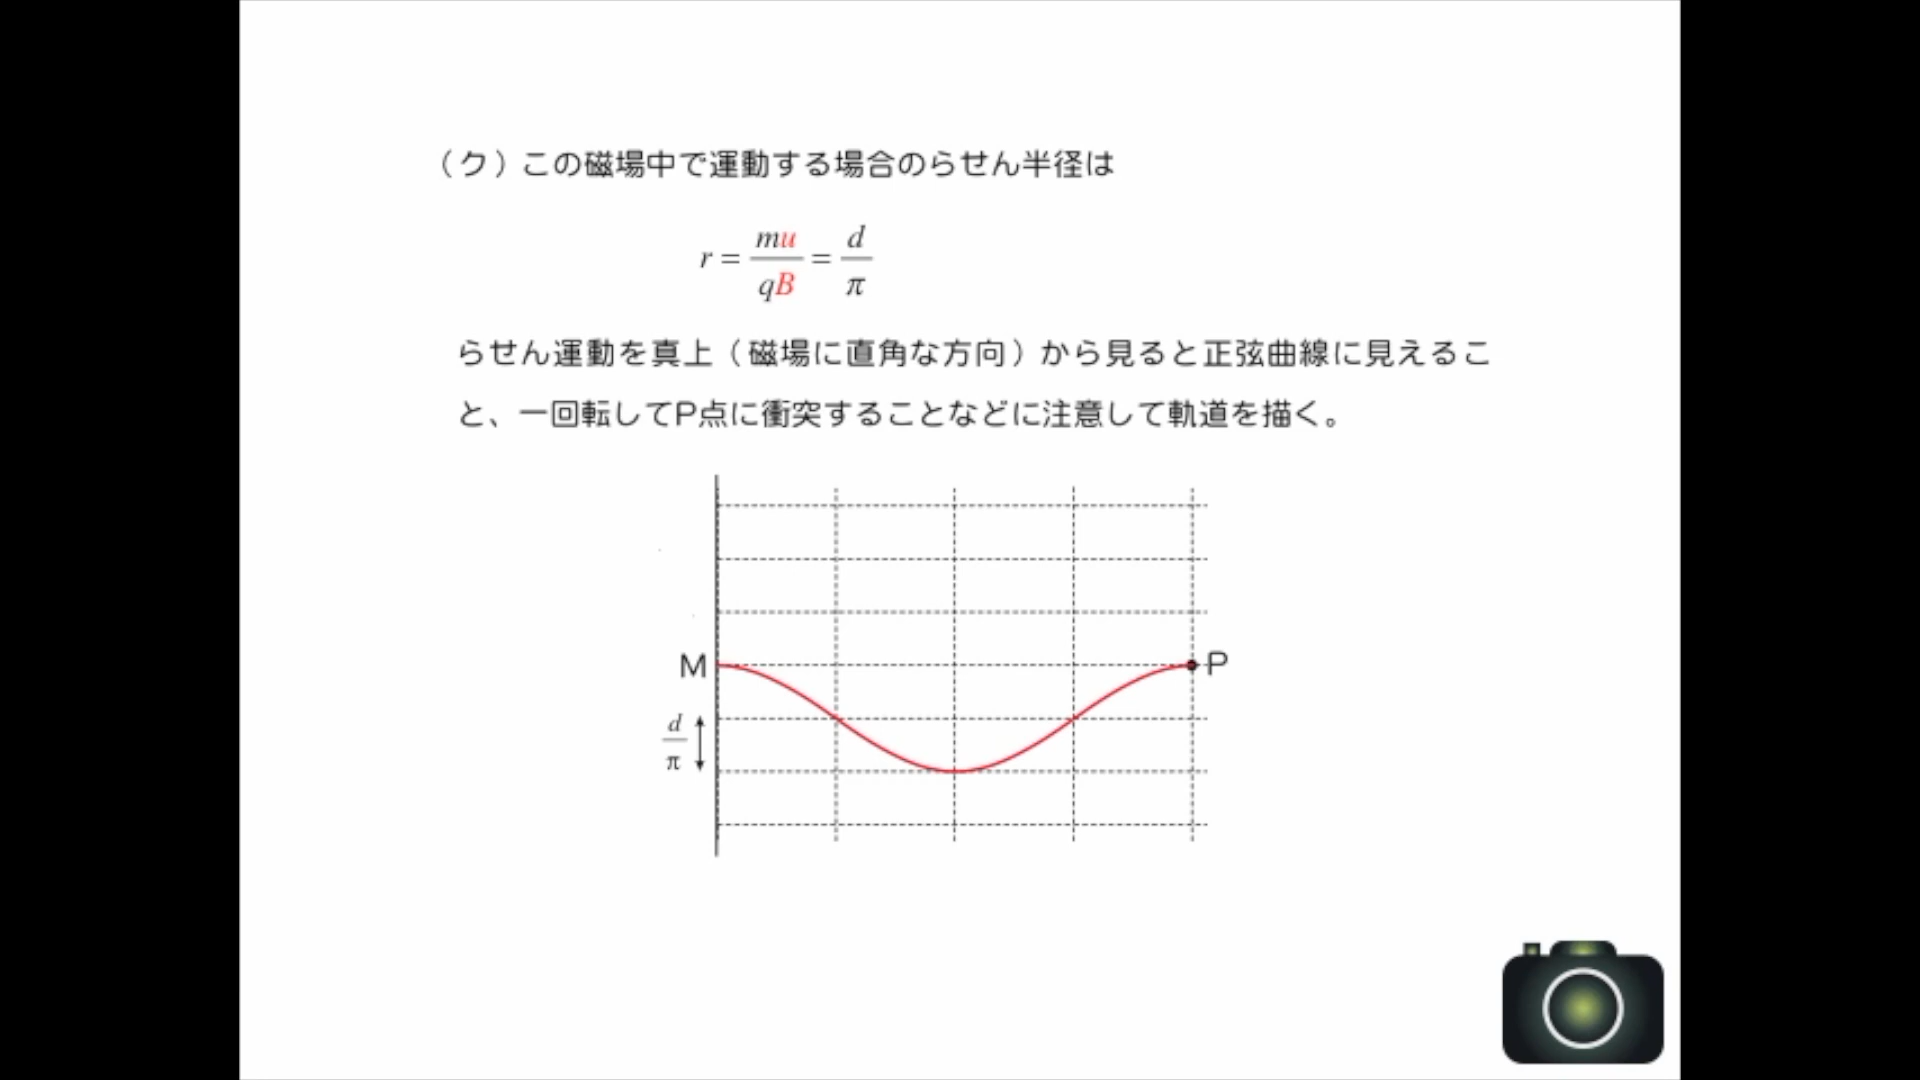 （ク）この磁場中で運動する場合のらせん半径は
r = mu/qB = d/π
らせん運動を真上（磁場に直角な方向）から見ると正弦曲線に見えるこ
と、一回転してP点に衝突することなどに注意して軌道を描く。
M
P
d/π